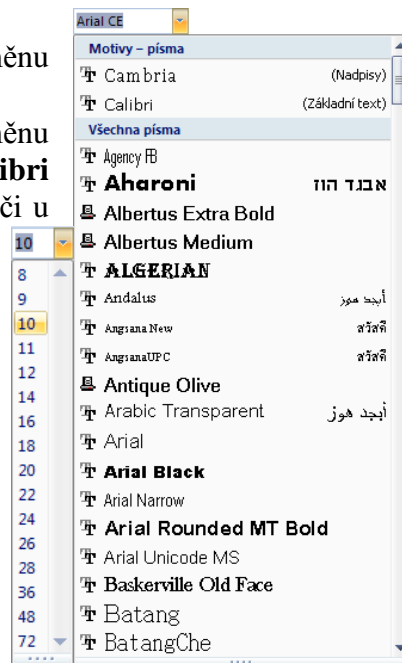 Arial CE
ěnu
ěnu
ibri
či u
Motivy – písma
Cambria (Nadpisy)
Calibri (Základní text)
Všechna písma
Agency FB
Aharoni אבגד הוז
Albertus Extra Bold
Albertus Medium
ALGERIAN
Andalus أبجد هوز
Angsana New สวัสดี
AngsanaUPC สวัสดี
Antique Olive
Arabic Transparent أبجد هوز
Arial
Arial Black
Arial Narrow
Arial Rounded MT Bold
Arial Unicode MS
Baskerville Old Face
Batang
BatangChe
10
8
9
10
11
12
14
16
18
20
22
24
26
28
36
48
72